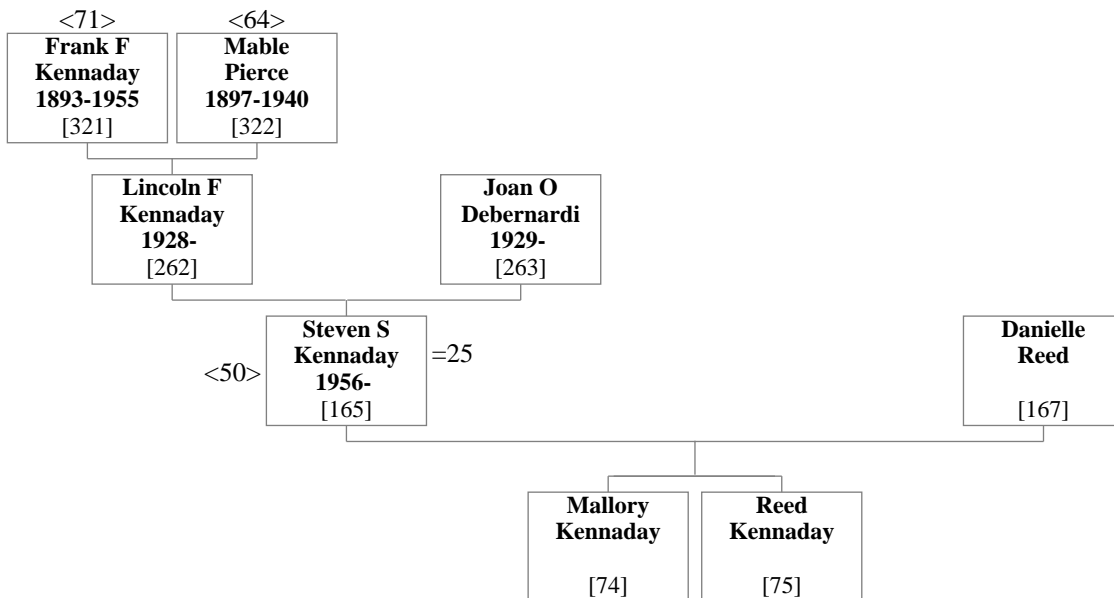 <71>
Frank F
Kennaday
1893-1955
[321]
<64>
Mable
Pierce
1897-1940
[322]
Lincoln F
Kennaday
1928-
[262]
Joan O
Debernardi
1929-
[263]
<50>
Steven S
Kennaday
1956-
[165]
=25
Danielle
Reed
[167]
Mallory
Kennaday
[74]
Reed
Kennaday
[75]